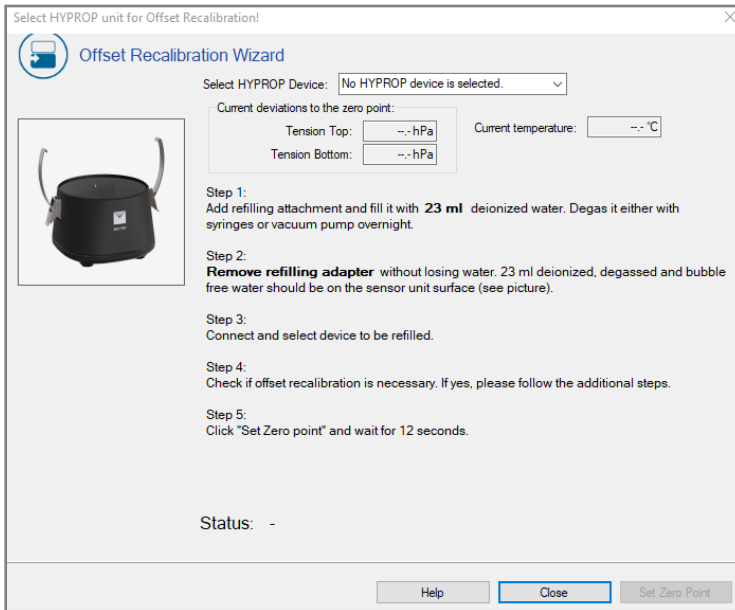 Select HYPROP unit for Offset Recalibration!
Offset Recalibration Wizard
Select HYPROP Device: No HYPROP device is selected.
Current deviations to the zero point:
Tension Top: --.- hPa
Current temperature: --.- °C
Tension Bottom: --.- hPa
Step 1:
Add refilling attachment and fill it with 23 ml deionized water. Degas it either with
syringes or vacuum pump overnight.
Step 2:
Remove refilling adapter without losing water. 23 ml deionized, degassed and bubble
free water should be on the sensor unit surface (see picture).
Step 3:
Connect and select device to be refilled.
Step 4:
Check if offset recalibration is necessary. If yes, please follow the additional steps.
Step 5:
Click "Set Zero point" and wait for 12 seconds.
Status: -
Help
Close
Set Zero Point